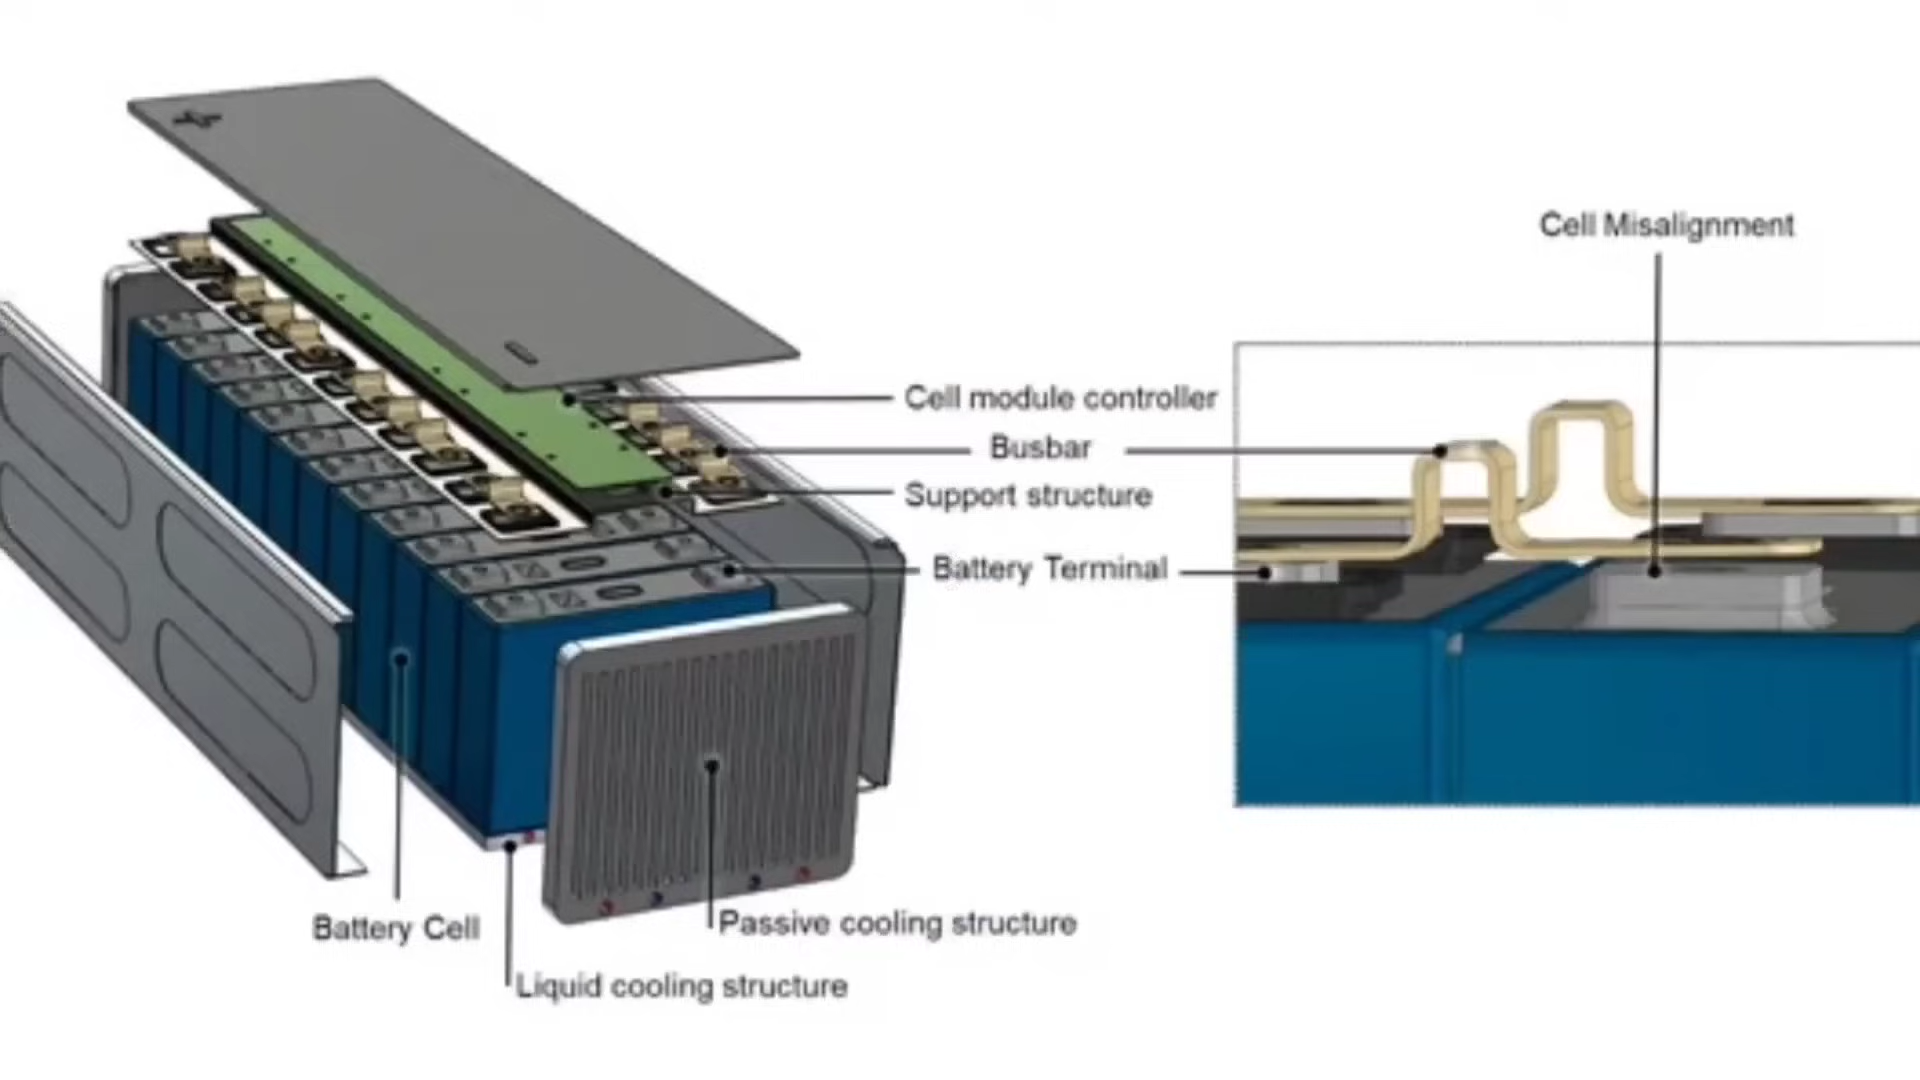 Cell Misalignment
Cell module controller
Busbar
Support structure
Battery Terminal
Battery Cell
Passive cooling structure
Liquid cooling structure